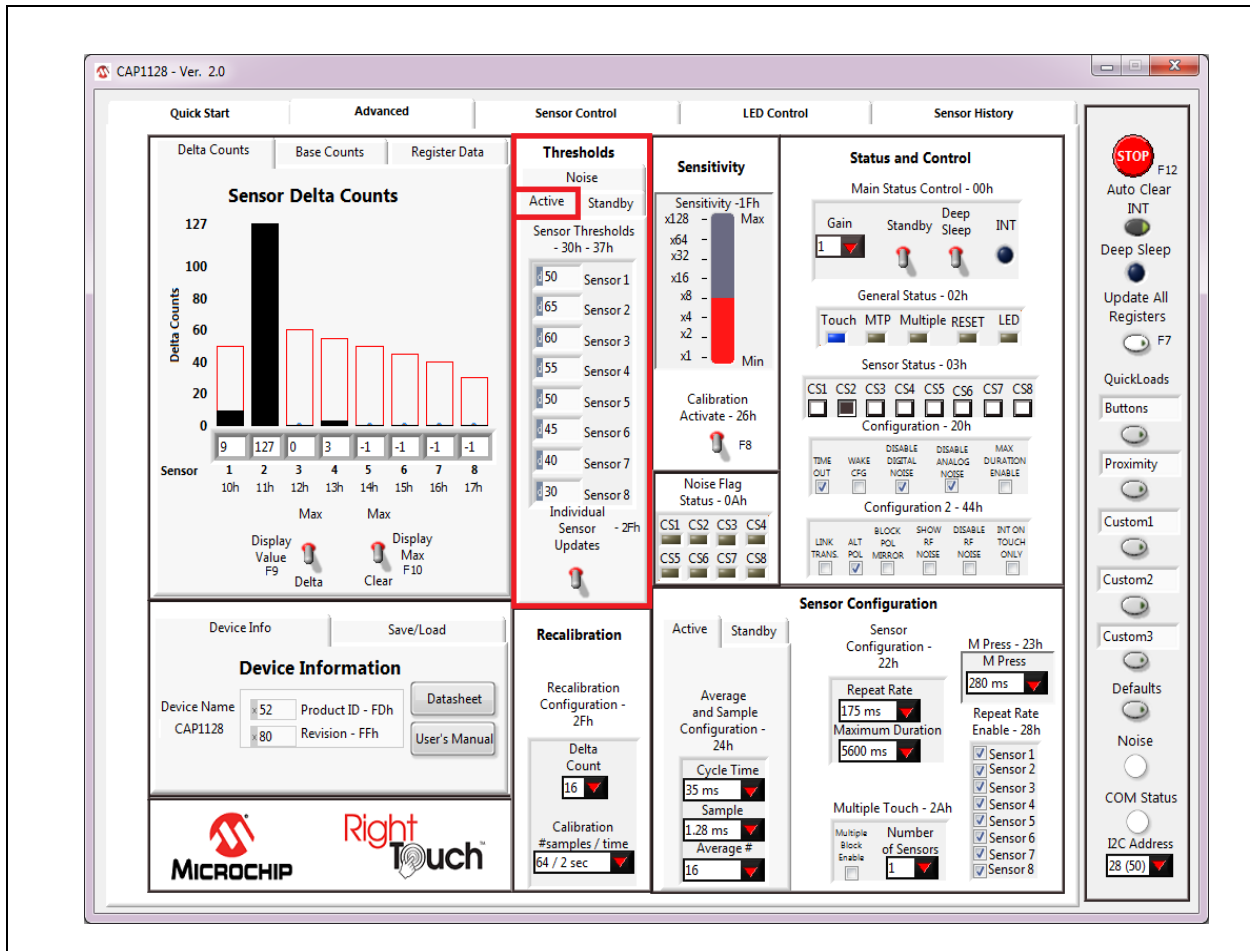 CAP1128 - Ver. 2.0
Quick Start
Advanced
Sensor Control
LED Control
Sensor History
Delta Counts
Base Counts
Register Data
Sensor Delta Counts
Delta Counts
127
100
80
60
40
20
0
9 127 0 3 -1 -1 -1 -1
Sensor 1 2 3 4 5 6 7 8
10h 11h 12h 13h 14h 15h 16h 17h
Max
Display Value F9
Delta
Max
Display Max F10
Clear
Thresholds
Noise
Active
Standby
Sensor Thresholds
- 30h - 37h
d 50 Sensor 1
d 65 Sensor 2
d 60 Sensor 3
d 55 Sensor 4
d 50 Sensor 5
d 45 Sensor 6
d 40 Sensor 7
d 30 Sensor 8
Individual
Sensor - 2Fh
Updates
Sensitivity
Sensitivity -1Fh
x128 Max
x64
x32
x16
x8
x4
x2
x1 Min
Calibration
Activate - 26h
F8
Noise Flag
Status - 0Ah
CS1 CS2 CS3 CS4
CS5 CS6 CS7 CS8
Status and Control
Main Status Control - 00h
Gain
1
Standby
Deep
Sleep
INT
General Status - 02h
Touch MTP Multiple RESET LED
Sensor Status - 03h
CS1 CS2 CS3 CS4 CS5 CS6 CS7 CS8
Configuration - 20h
TIME OUT
WAKE CFG
DISABLE DIGITAL NOISE
DISABLE ANALOG NOISE
MAX DURATION ENABLE
Configuration 2 - 44h
LINK TRANS.
ALT POL
BLOCK POL MIRROR
SHOW RF NOISE
DISABLE RF NOISE
INT ON TOUCH ONLY
Device Info
Save/Load
Device Information
Device Name
CAP1128
x 52 Product ID - FDh
x 80 Revision - FFh
Datasheet
User's Manual
MICROCHIP
Right Touch™
Recalibration
Recalibration
Configuration -
2Fh
Delta
Count
16
Calibration
#samples / time
64 / 2 sec
Sensor Configuration
Active
Standby
Average
and Sample
Configuration -
24h
Cycle Time
35 ms
Sample
1.28 ms
Average #
16
Sensor
Configuration -
22h
Repeat Rate
175 ms
Maximum Duration
5600 ms
Multiple Touch - 2Ah
Multiple Block Enable
Number
of Sensors
1
M Press - 23h
M Press
280 ms
Repeat Rate
Enable - 28h
Sensor 1
Sensor 2
Sensor 3
Sensor 4
Sensor 5
Sensor 6
Sensor 7
Sensor 8
STOP
F12
Auto Clear
INT
Deep Sleep
Update All
Registers
F7
QuickLoads
Buttons
Proximity
Custom1
Custom2
Custom3
Defaults
Noise
COM Status
I2C Address
28 (50)